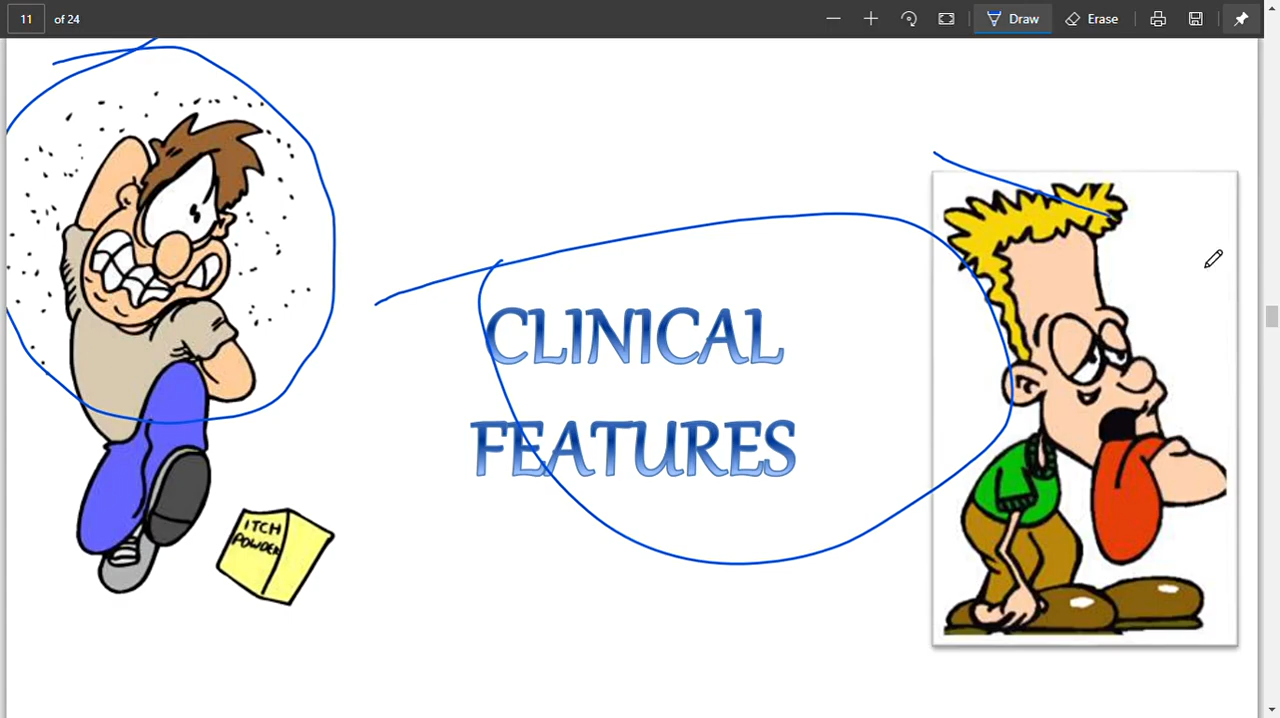 11 of 24
Draw
Erase
CLINICAL
FEATURES
ITCH
POWDER